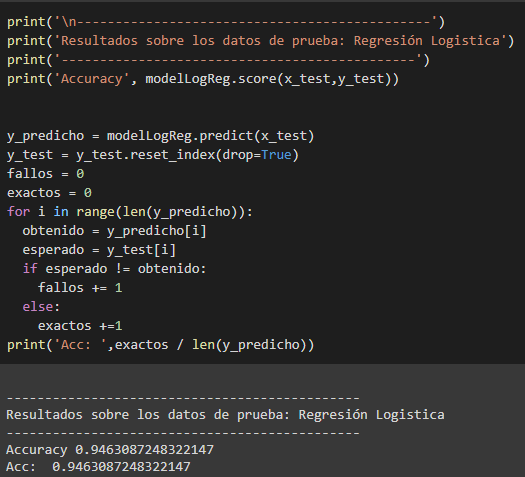 print('\n----------------------------------------------')
print('Resultados sobre los datos de prueba: Regresión Logistica')
print('----------------------------------------------')
print('Accuracy', modelLogReg.score(x_test,y_test))
y_predicho = modelLogReg.predict(x_test)
y_test = y_test.reset_index(drop=True)
fallos = 0
exactos = 0
for i in range(len(y_predicho)):
  obtenido = y_predicho[i]
  esperado = y_test[i]
  if esperado != obtenido:
    fallos += 1
  else:
    exactos +=1
print('Acc: ',exactos / len(y_predicho))
----------------------------------------------
Resultados sobre los datos de prueba: Regresión Logistica
----------------------------------------------
Accuracy 0.9463087248322147
Acc:  0.9463087248322147